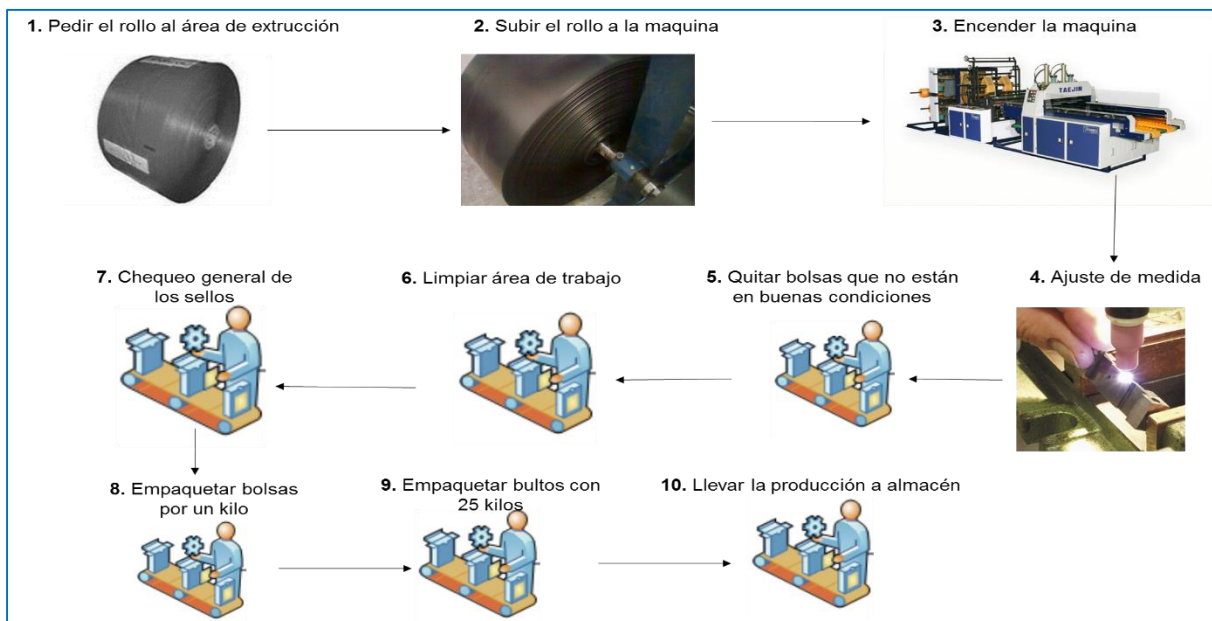 1. Pedir el rollo al área de extrucción
2. Subir el rollo a la maquina
3. Encender la maquina
TAEJIN
7. Chequeo general de
los sellos
6. Limpiar área de trabajo
5. Quitar bolsas que no están
en buenas condiciones
4. Ajuste de medida
8. Empaquetar bolsas
por un kilo
9. Empaquetar bultos con
25 kilos
10. Llevar la producción a almacén